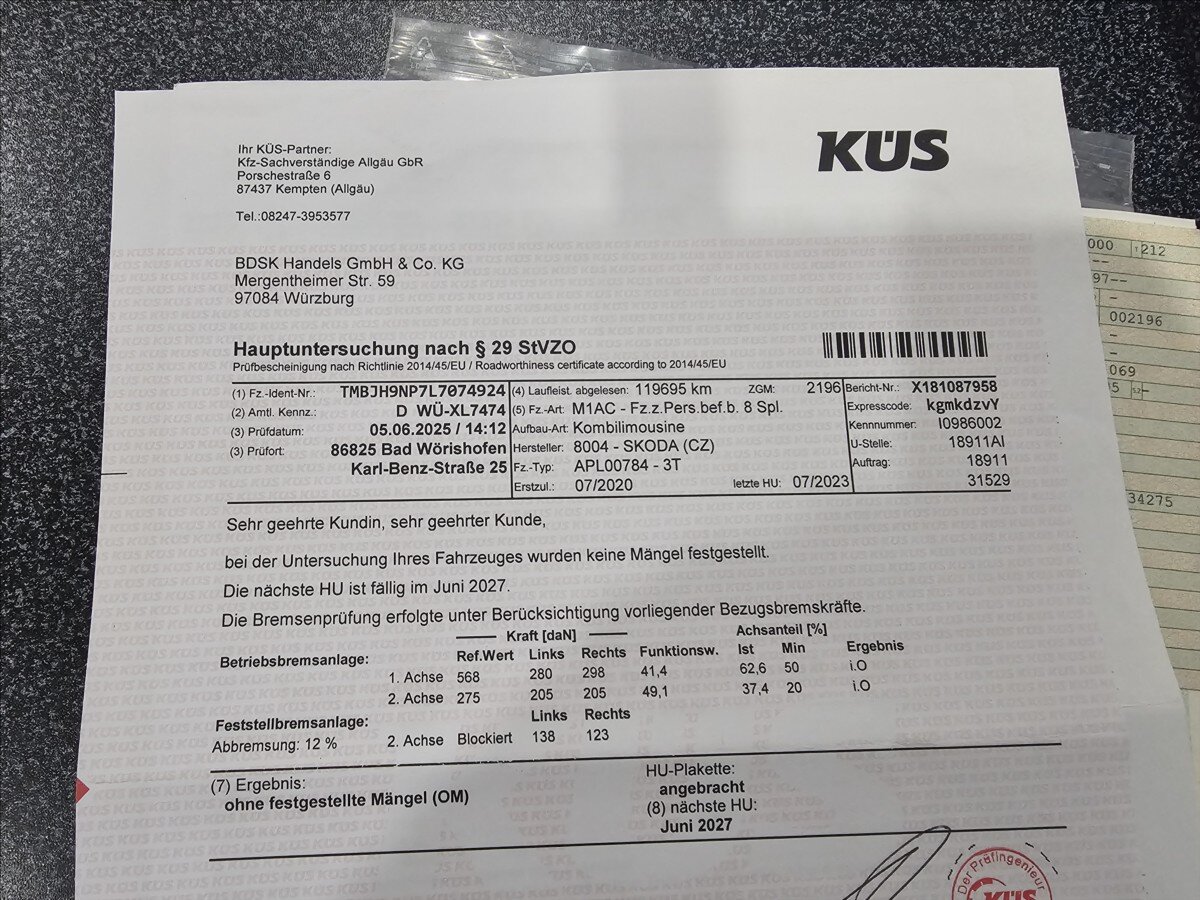 KÜS
Ihr KÜS-Partner:
Kfz-Sachverständige Allgäu GbR
Porschestraße 6
87437 Kempten (Allgäu)
Tel.:08247-3953577
BDSK Handels GmbH & Co. KG
Mergentheimer Str. 59
97084 Würzburg
Hauptuntersuchung nach § 29 StVZO
Prüfbescheinigung nach Richtlinie 2014/45/EU / Roadworthiness certificate according to 2014/45/EU
(1) Fz.-Ident-Nr.: TMBJH9NP7L7074924 (4) Laufleist. abgelesen: 119695 km ZGM: 2196 Bericht-Nr.: X181087958
(2) Amtl. Kennz.: D WÜ-XL7474 (5) Fz.-Art: M1AC - Fz.z.Pers.bef.b. 8 Spl. Expresscode: kgmkdzvY
(3) Prüfdatum: 05.06.2025 / 14:12 Aufbau-Art: Kombilimousine Kennnummer: I0986002
(3) Prüfort: 86825 Bad Wörishofen Hersteller: 8004 - SKODA (CZ) U-Stelle: 18911AI
Karl-Benz-Straße 25 Fz.-Typ: APL00784 - 3T Auftrag: 18911
Erstzul.: 07/2020 letzte HU: 07/2023 31529
Sehr geehrte Kundin, sehr geehrter Kunde,
bei der Untersuchung Ihres Fahrzeuges wurden keine Mängel festgestellt.
Die nächste HU ist fällig im Juni 2027.
Die Bremsenprüfung erfolgte unter Berücksichtigung vorliegender Bezugsbremskräfte.
Kraft [daN] Achsanteil [%]
Betriebsbremsanlage: Ref.Wert Links Rechts Funktionsw. Ist Min Ergebnis
1. Achse 568 280 298 41,4 62,6 50 i.O
2. Achse 275 205 205 49,1 37,4 20 i.O
Feststellbremsanlage: Links Rechts
Abbremsung: 12 % 2. Achse Blockiert 138 123
(7) Ergebnis:
ohne festgestellte Mängel (OM)
HU-Plakette:
angebracht
(8) nächste HU:
Juni 2027
Der Prüfingenieur
KÜS
000 212
97--
002196
069
34275